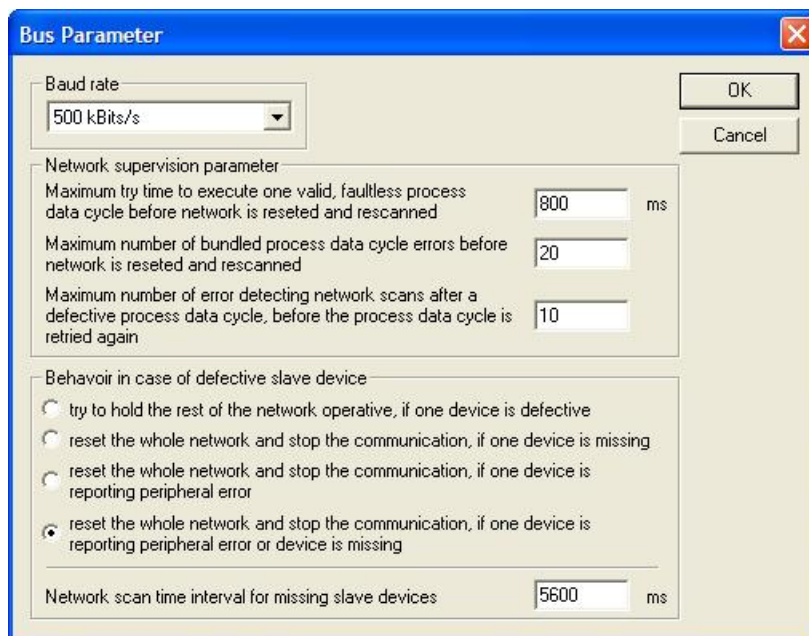 Bus Parameter
Baud rate
500 kBits/s
OK
Cancel
Network supervision parameter
Maximum try time to execute one valid, faultless process
data cycle before network is reseted and rescanned
800 ms
Maximum number of bundled process data cycle errors before
network is reseted and rescanned
20
Maximum number of error detecting network scans after a
defective process data cycle, before the process data cycle is
retried again
10
Behavoir in case of defective slave device
try to hold the rest of the network operative, if one device is defective
reset the whole network and stop the communication, if one device is missing
reset the whole network and stop the communication, if one device is
reporting peripheral error
reset the whole network and stop the communication, if one device is
reporting peripheral error or device is missing
Network scan time interval for missing slave devices 5600 ms